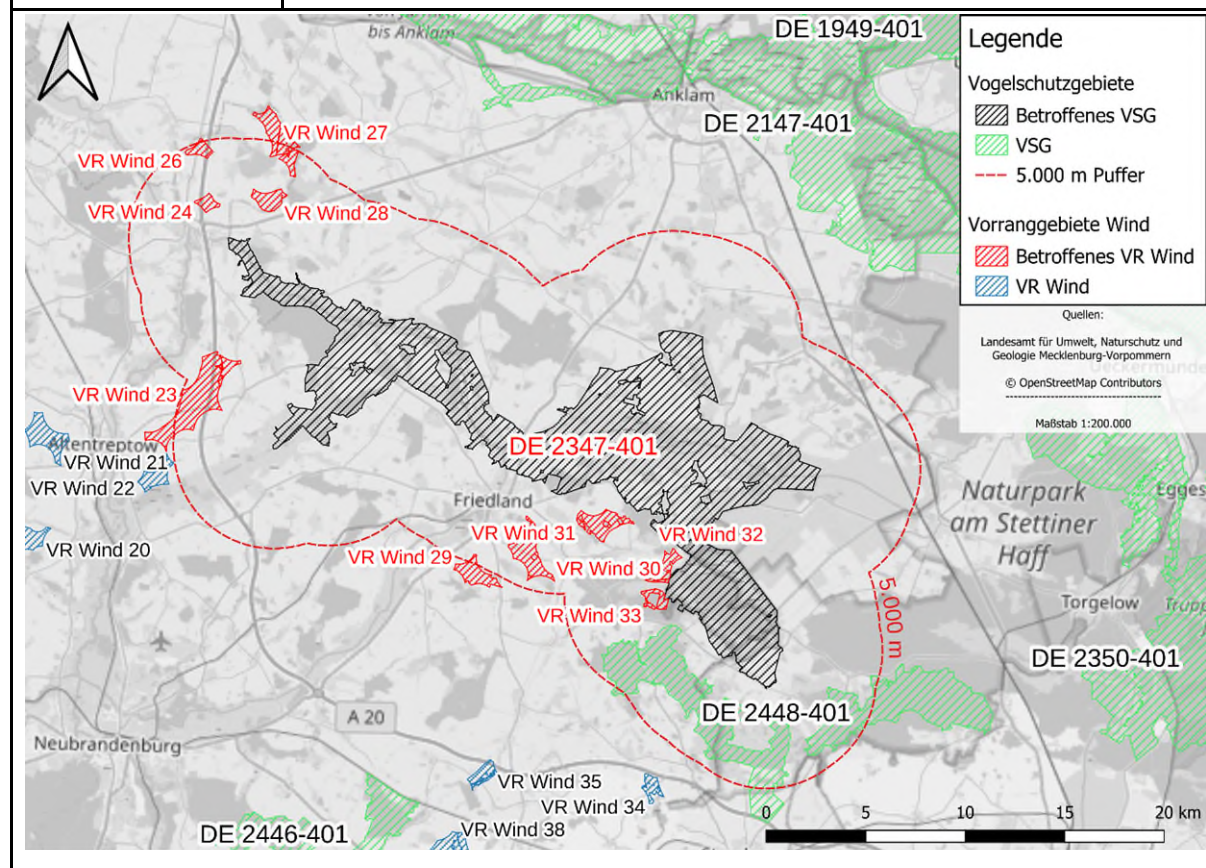 von Jarmen
bis Anklam
DE 1949-401
Anklam
DE 2147-401
VR Wind 27
VR Wind 26
VR Wind 24
VR Wind 28
VR Wind 23
Altentreptow
VR Wind 21
VR Wind 22
VR Wind 20
DE 2347-401
Friedland
VR Wind 31
VR Wind 32
VR Wind 29
VR Wind 30
VR Wind 33
5.000 m
Naturpark
am Stettiner
Haff
Torgelow
DE 2350-401
DE 2448-401
A 20
Neubrandenburg
VR Wind 35
VR Wind 34
VR Wind 38
DE 2446-401
0 5 10 15 20 km
Legende
Vogelschutzgebiete
Betroffenes VSG
VSG
5.000 m Puffer
Vorranggebiete Wind
Betroffenes VR Wind
VR Wind
Quellen:
Landesamt für Umwelt, Naturschutz und
Geologie Mecklenburg-Vorpommern
© OpenStreetMap Contributors
Maßstab 1:200.000